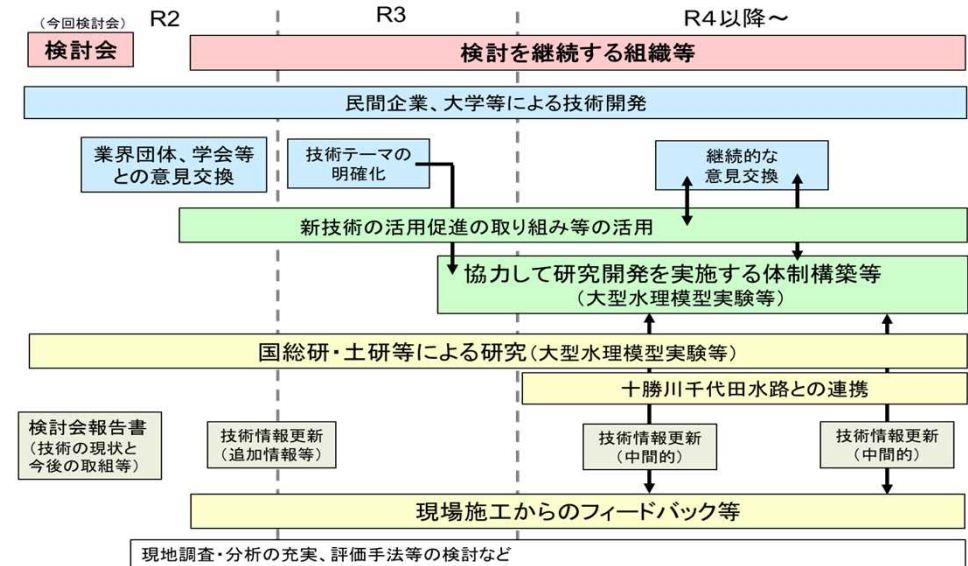 (今回検討会)
R2
R3
R4以降～
検討会
検討を継続する組織等
民間企業、大学等による技術開発
業界団体、学会等
との意見交換
技術テーマの
明確化
継続的な
意見交換
新技術の活用促進の取り組み等の活用
協力して研究開発を実施する体制構築等
(大型水理模型実験等)
国総研・土研等による研究(大型水理模型実験等)
十勝川千代田水路との連携
検討会報告書
(技術の現状と
今後の取組等)
技術情報更新
(追加情報等)
技術情報更新
(中間的)
技術情報更新
(中間的)
現場施工からのフィードバック等
現地調査・分析の充実、評価手法等の検討など